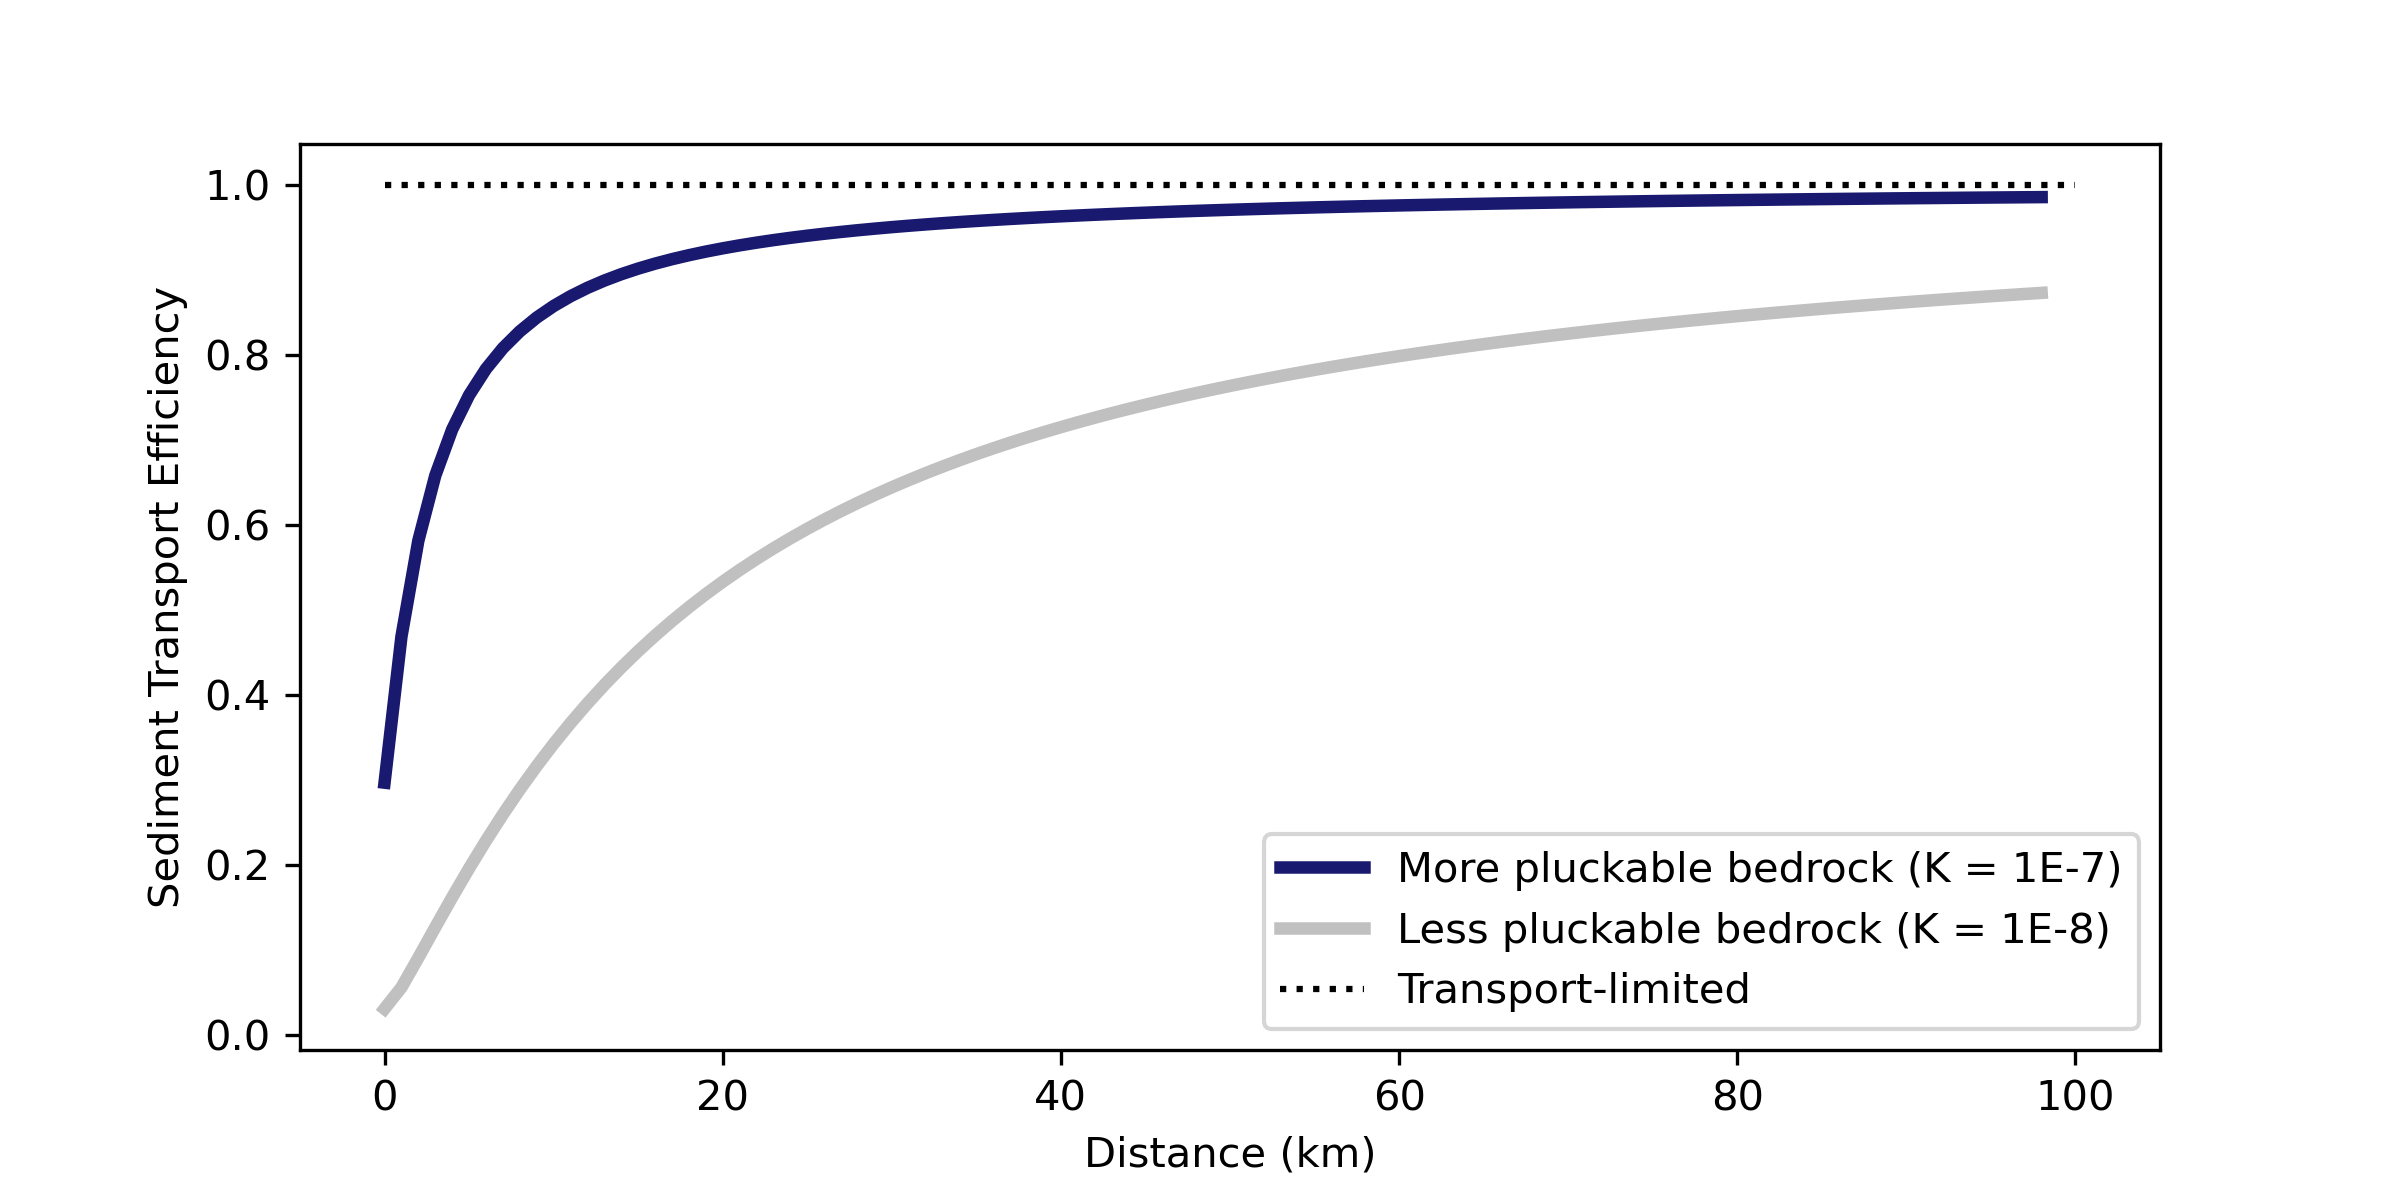 Sediment Transport Efficiency
1.0
0.8
0.6
0.4
0.2
0.0
More pluckable bedrock (K = 1E-7)
Less pluckable bedrock (K = 1E-8)
Transport-limited
0 20 40 60 80 100
Distance (km)